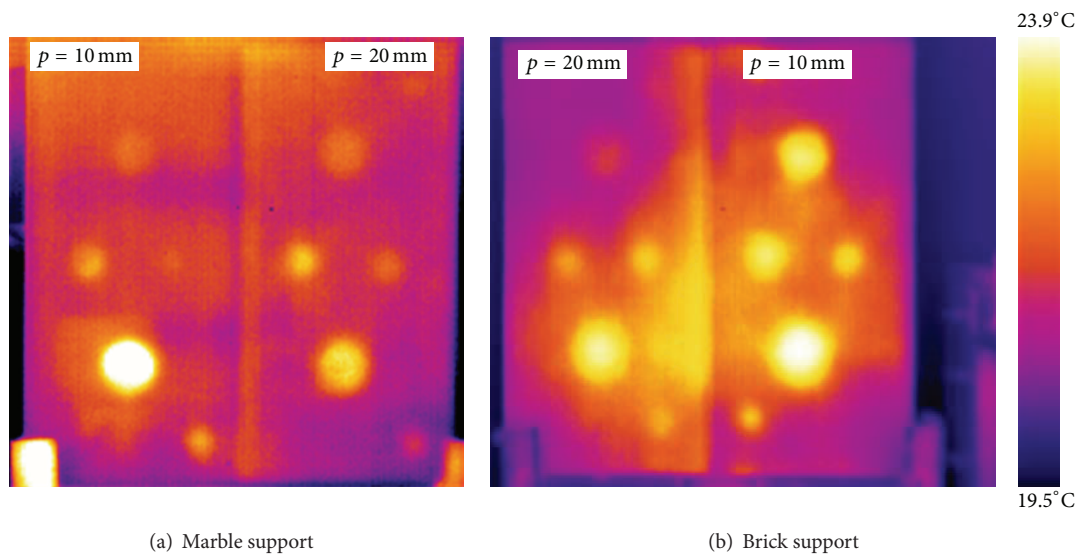 p = 10 mm
p = 20 mm
p = 20 mm
p = 10 mm
23.9°C
19.5°C
(a) Marble support
(b) Brick support